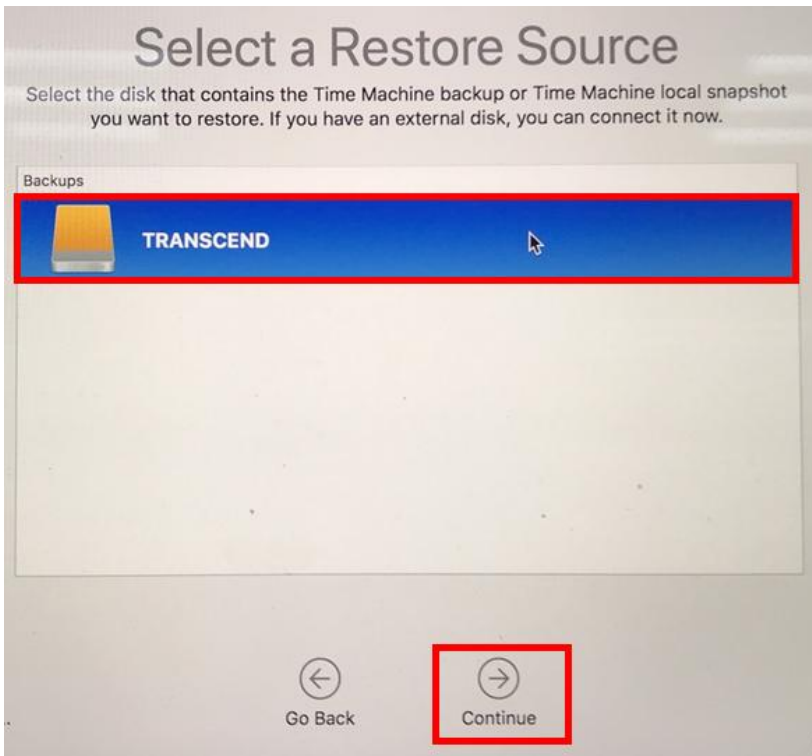 Select a Restore Source
Select the disk that contains the Time Machine backup or Time Machine local snapshot
you want to restore. If you have an external disk, you can connect it now.
Backups
TRANSCEND
Go Back
Continue